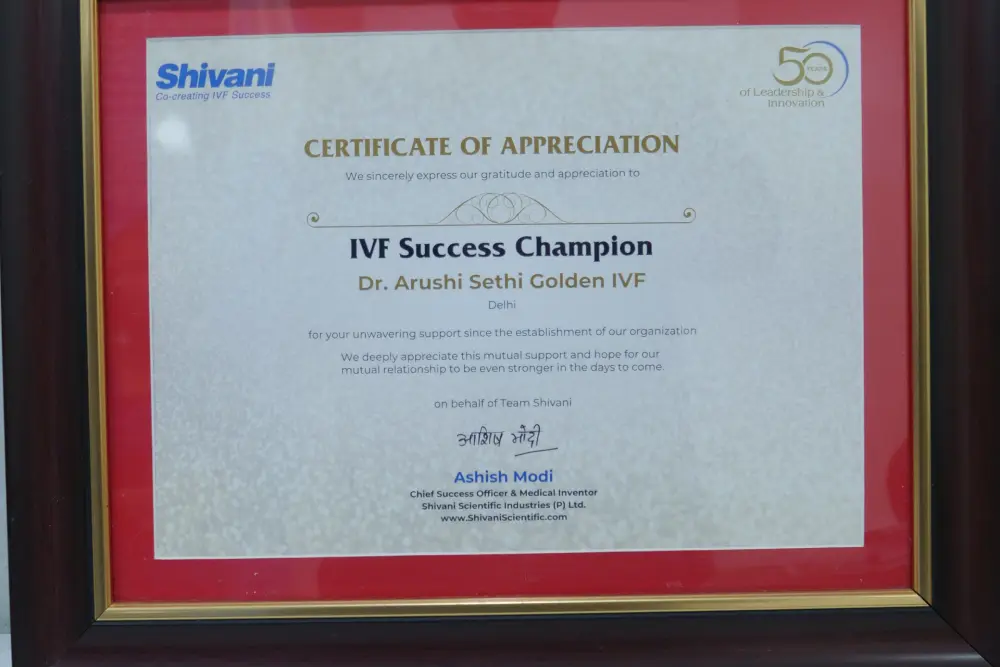 Shivani
Co-creating IVF Success
50 YEARS
of Leadership &
Innovation
CERTIFICATE OF APPRECIATION
We sincerely express our gratitude and appreciation to
IVF Success Champion
Dr. Arushi Sethi Golden IVF
Delhi
for your unwavering support since the establishment of our organization
We deeply appreciate this mutual support and hope for our
mutual relationship to be even stronger in the days to come.
on behalf of Team Shivani
आशिष मोदी
Ashish Modi
Chief Success Officer & Medical Inventor
Shivani Scientific Industries (P) Ltd.
www.ShivaniScientific.com